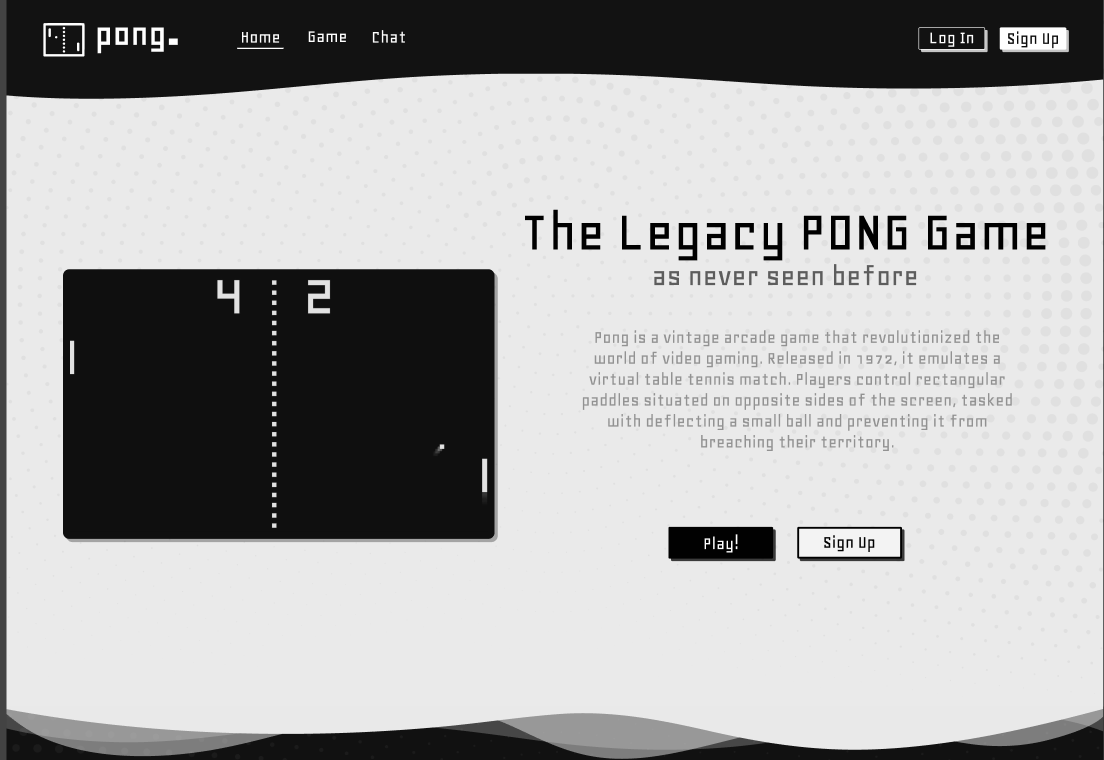 pong.
Home Game Chat
Log In Sign Up
The Legacy PONG Game
as never seen before
4 2
Pong is a vintage arcade game that revolutionized the
world of video gaming. Released in 1972, it emulates a
virtual table tennis match. Players control rectangular
paddles situated on opposite sides of the screen, tasked
with deflecting a small ball and preventing it from
breaching their territory.
Play! Sign Up